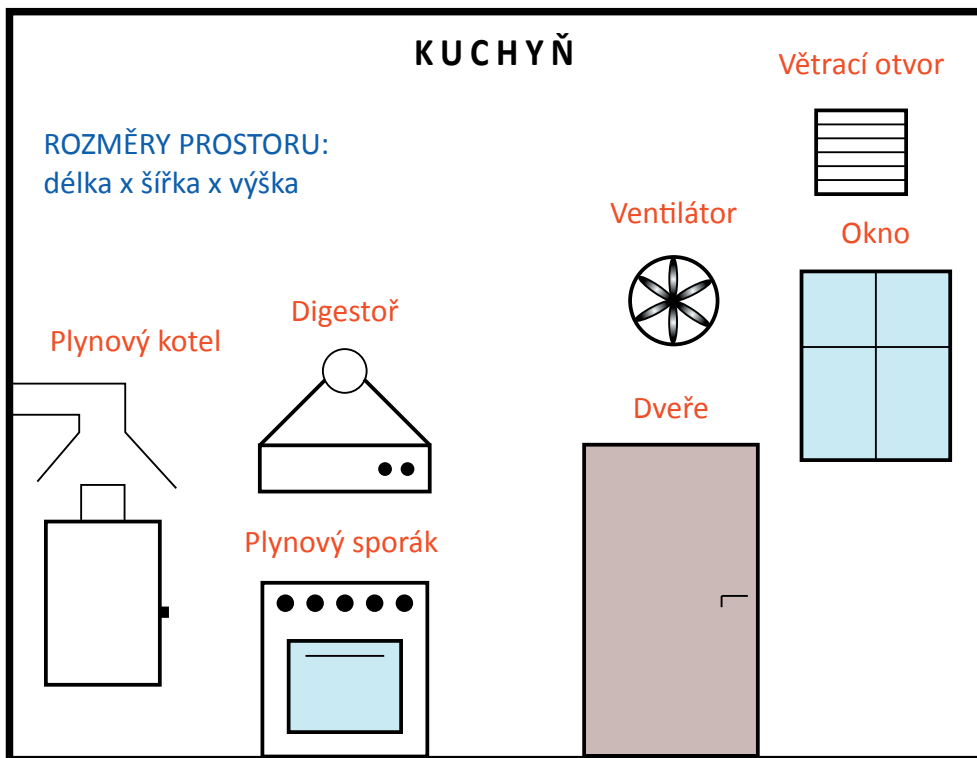 KUCHYŇ
Větrací otvor
ROZMĚRY PROSTORU:
délka x šířka x výška
Ventilátor
Okno
Digestoř
Plynový kotel
Dveře
Plynový sporák